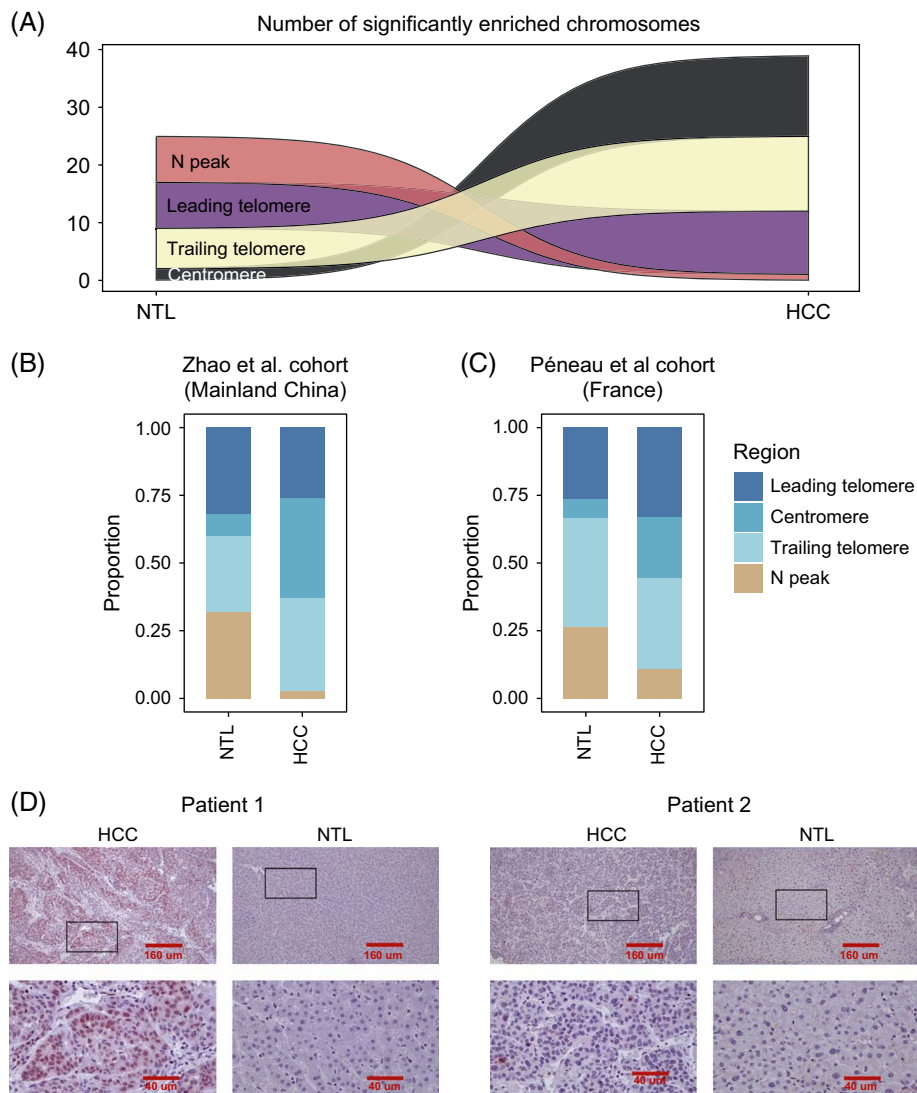 (A)
Number of significantly enriched chromosomes
40
30
20
10
0
N peak
Leading telomere
Trailing telomere
Centromere
NTL
HCC
(B)
Zhao et al. cohort
(Mainland China)
Proportion
1.00
0.75
0.50
0.25
0.00
NTL
HCC
(C)
Péneau et al cohort
(France)
Proportion
1.00
0.75
0.50
0.25
0.00
NTL
HCC
Region
Leading telomere
Centromere
Trailing telomere
N peak
(D)
Patient 1
HCC
NTL
160 um
160 um
40 um
40 um
Patient 2
HCC
NTL
160 um
160 um
40 um
40 um